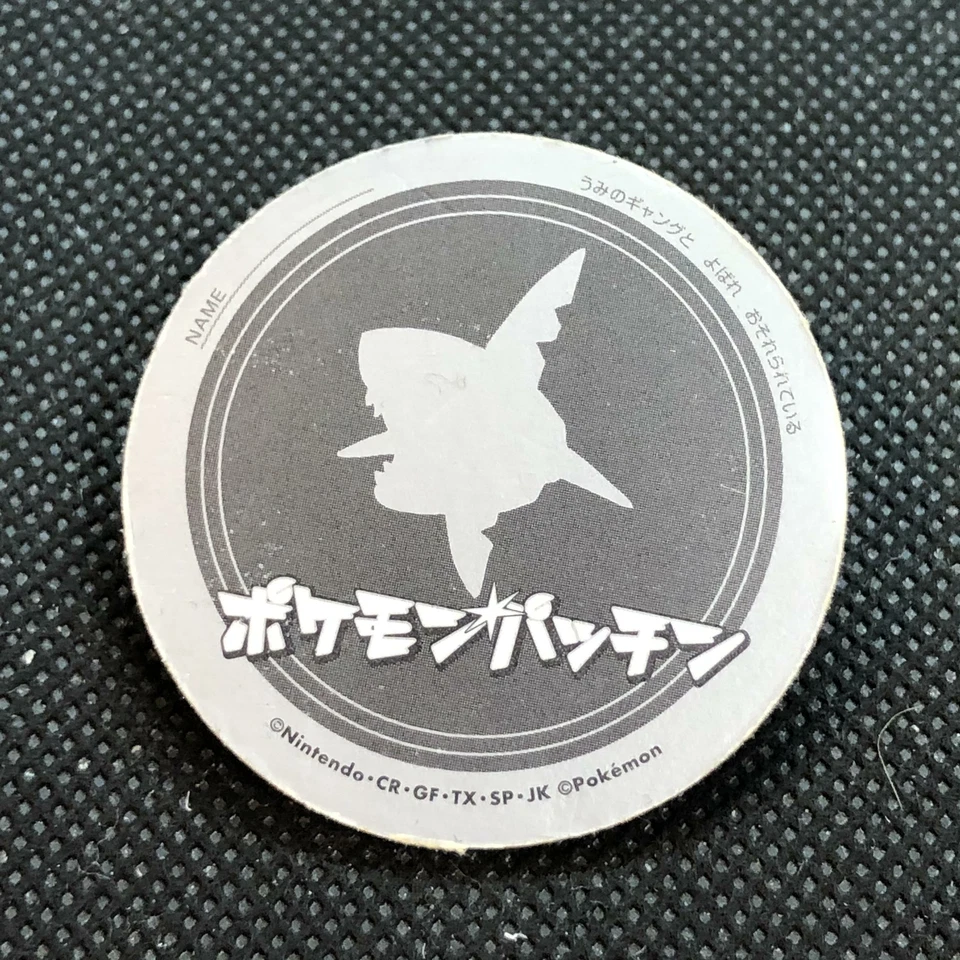 NAME
うみのギャングと よばれ おそれられている
ポケモンパッチン
©Nintendo・CR・GF・TX・SP・JK ©Pokémon